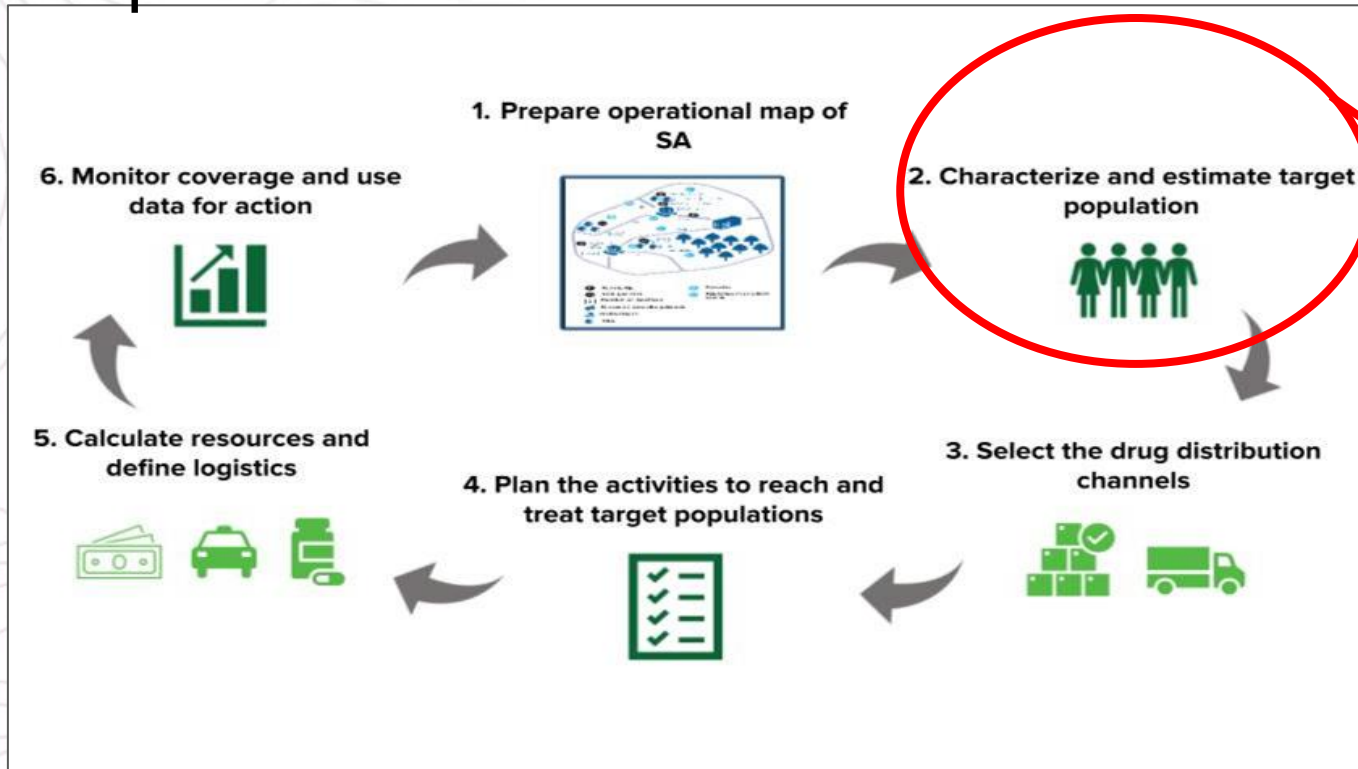 1. Prepare operational map of
SA
2. Characterize and estimate target
population
3. Select the drug distribution
channels
4. Plan the activities to reach and
treat target populations
5. Calculate resources and
define logistics
6. Monitor coverage and use
data for action